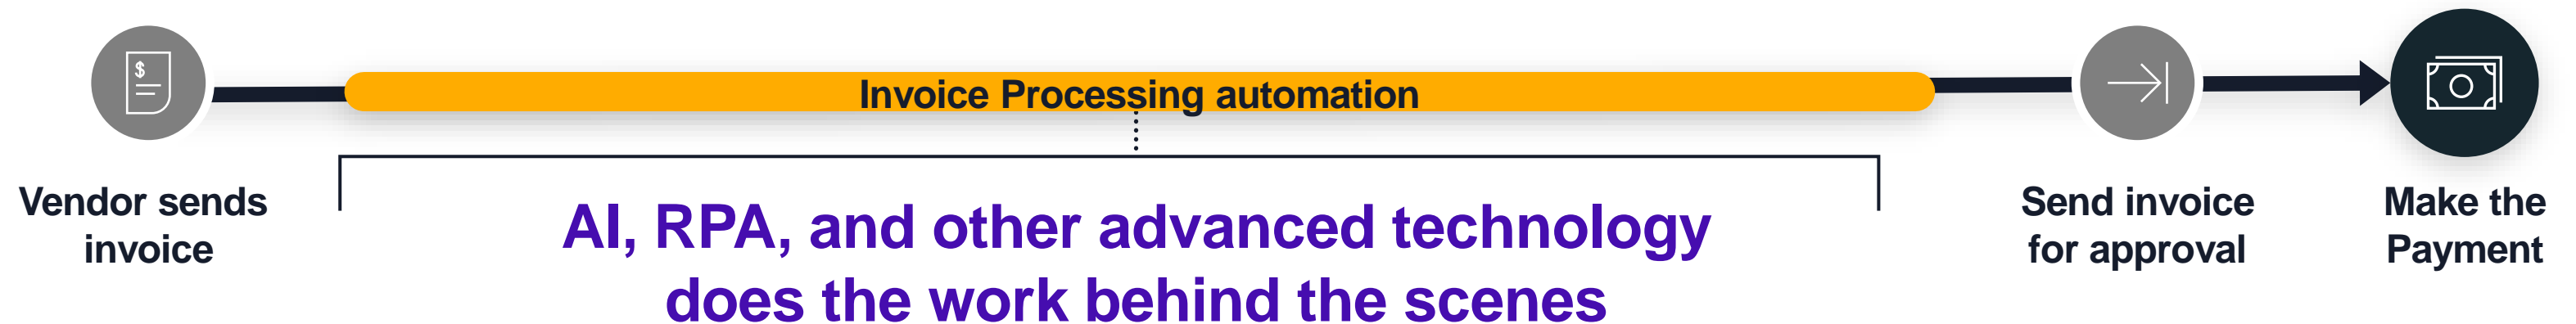 $
Invoice Processing automation
Vendor sends
invoice
AI, RPA, and other advanced technology
does the work behind the scenes
Send invoice
for approval
Make the
Payment